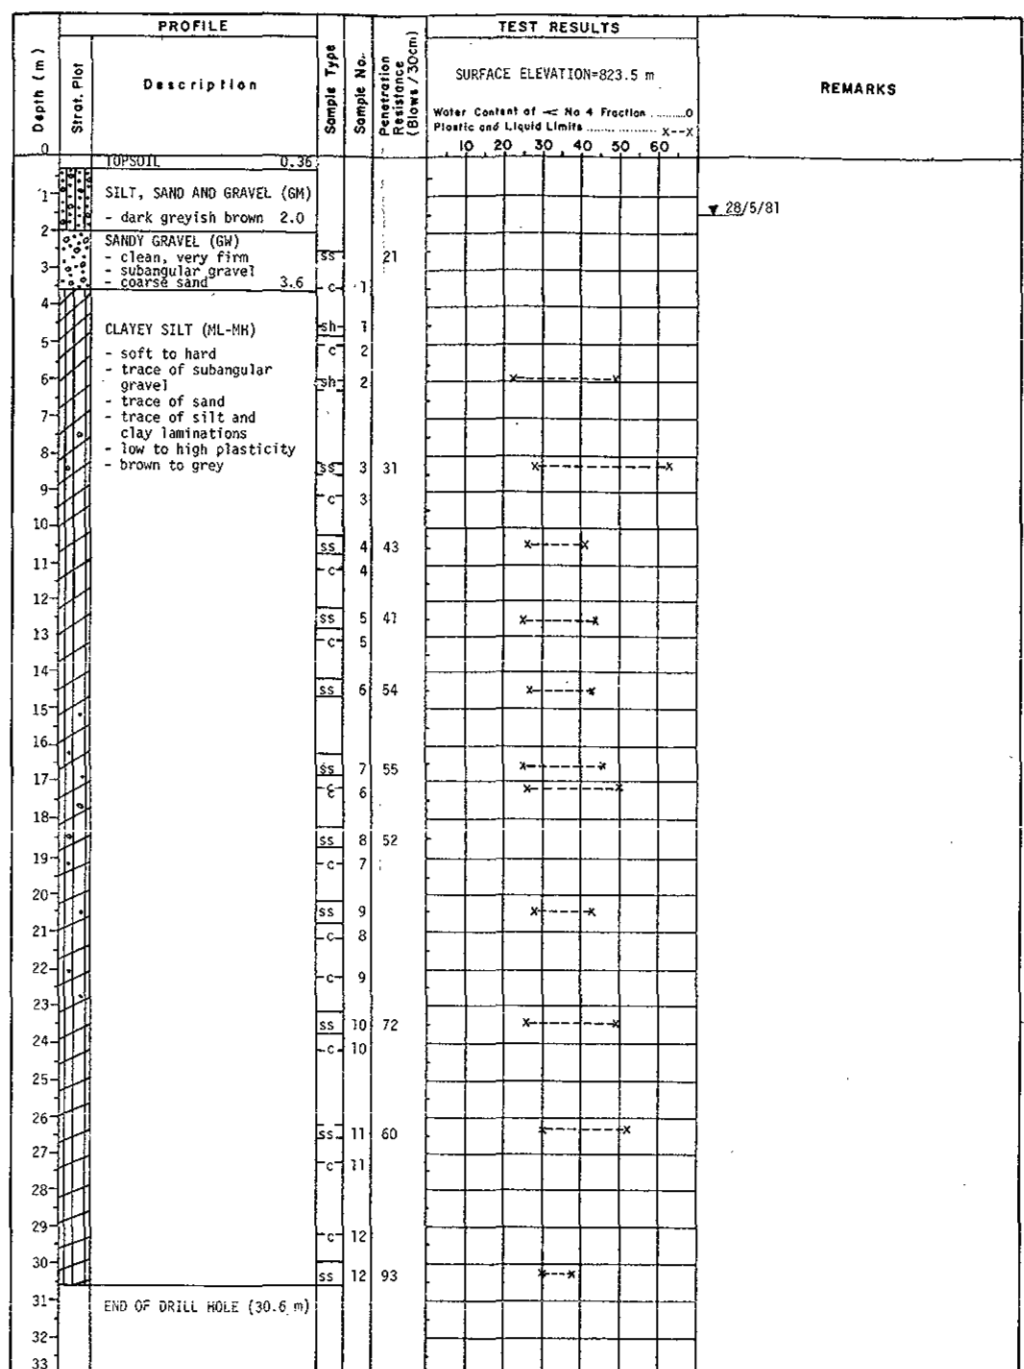 PROFILE
TEST RESULTS
Depth (m)
Strat. Plot
Description
Sample Type
Sample No.
Penetration Resistance (Blows /30cm)
SURFACE ELEVATION=823.5 m
Water Content of -< No 4 Fraction ........O
Plastic and Liquid Limits ................ X--X
REMARKS
0
10 20 30 40 50 60
TOPSOIL 0.36
1
SILT, SAND AND GRAVEL (GM)
- dark greyish brown 2.0
28/5/81
2
SANDY GRAVEL (GW)
- clean, very firm
ss 21
3
- subangular gravel
- coarse sand 3.6
c 1
4
CLAYEY SILT (ML-MH)
sh 1
5
- soft to hard
c 2
- trace of subangular
6
gravel
sh 2
- trace of sand
7
- trace of silt and
clay laminations
8
- low to high plasticity
- brown to grey
ss 3 31
9
c 3
10
ss 4 43
11
c 4
12
ss 5 41
13
c 5
14
ss 6 54
15
16
ss 7 55
17
c 6
18
ss 8 52
19
c 7
20
ss 9
21
c 8
22
c 9
23
ss 10 72
24
c 10
25
26
ss 11 60
27
c 11
28
29
c 12
30
ss 12 93
31
END OF DRILL HOLE (30.6 m)
32
33